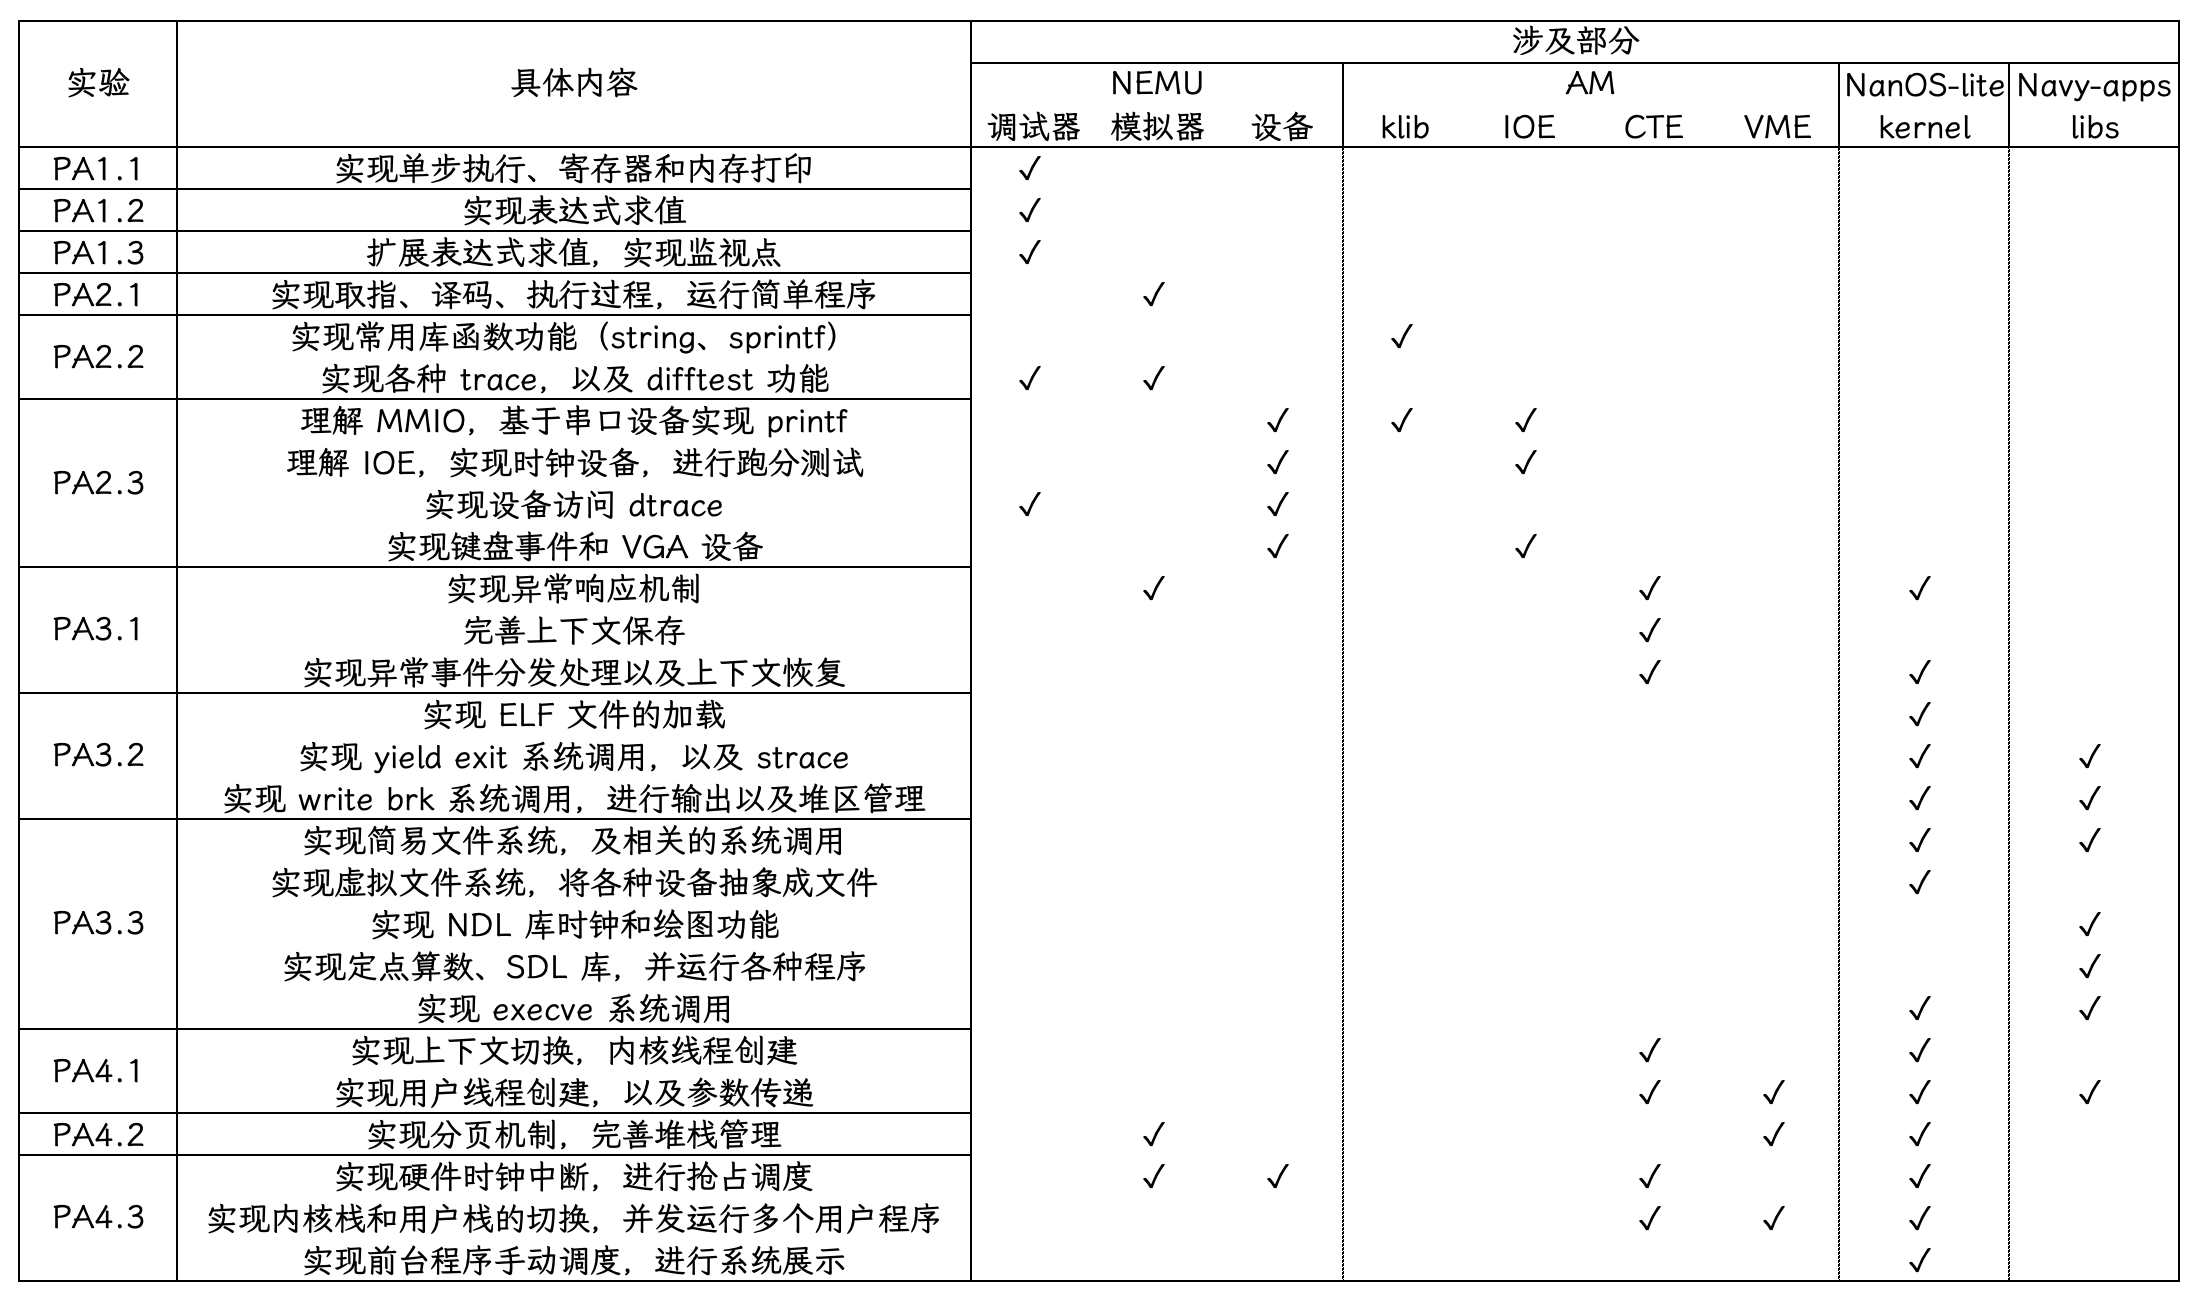 实验 具体内容 涉及部分
NEMU AM NanOS-lite Navy-apps
调试器 模拟器 设备 klib IOE CTE VME kernel libs
PA1.1 实现单步执行、寄存器和内存打印 ✓
PA1.2 实现表达式求值 ✓
PA1.3 扩展表达式求值，实现监视点 ✓
PA2.1 实现取指、译码、执行过程，运行简单程序 ✓
PA2.2 实现常用库函数功能（string、sprintf） ✓
实现各种 trace，以及 difftest 功能 ✓ ✓
PA2.3 理解 MMIO，基于串口设备实现 printf ✓ ✓ ✓
理解 IOE，实现时钟设备，进行跑分测试 ✓ ✓
实现设备访问 dtrace ✓ ✓
实现键盘事件和 VGA 设备 ✓ ✓
PA3.1 实现异常响应机制 ✓ ✓ ✓
完善上下文保存 ✓
实现异常事件分发处理以及上下文恢复 ✓ ✓
PA3.2 实现 ELF 文件的加载 ✓
实现 yield exit 系统调用，以及 strace ✓ ✓
实现 write brk 系统调用，进行输出以及堆区管理 ✓ ✓
PA3.3 实现简易文件系统，及相关的系统调用 ✓ ✓
实现虚拟文件系统，将各种设备抽象成文件 ✓
实现 NDL 库时钟和绘图功能 ✓
实现定点算数、SDL 库，并运行各种程序 ✓
实现 execve 系统调用 ✓ ✓
PA4.1 实现上下文切换，内核线程创建 ✓ ✓
实现用户线程创建，以及参数传递 ✓ ✓ ✓ ✓
PA4.2 实现分页机制，完善堆栈管理 ✓ ✓ ✓
PA4.3 实现硬件时钟中断，进行抢占调度 ✓ ✓ ✓ ✓
实现内核栈和用户栈的切换，并发运行多个用户程序 ✓ ✓ ✓
实现前台程序手动调度，进行系统展示 ✓